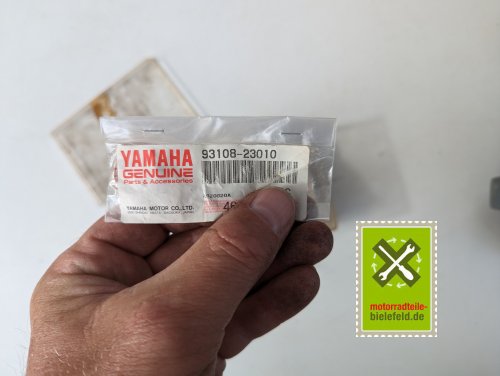 YAMAHA
GENUINE
Parts & Accessories
93108-23010
YAMAHA MOTOR CO., LTD.
motorradteile-
bielefeld.de